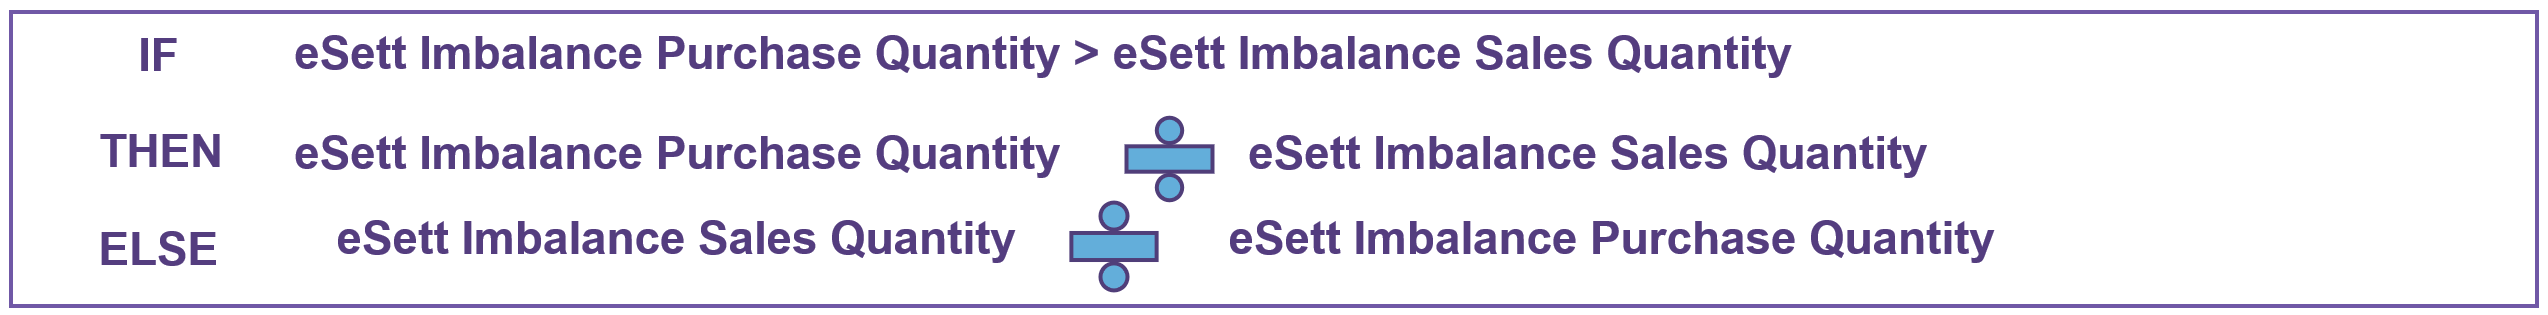 IF eSett Imbalance Purchase Quantity > eSett Imbalance Sales Quantity
THEN eSett Imbalance Purchase Quantity ÷ eSett Imbalance Sales Quantity
ELSE eSett Imbalance Sales Quantity ÷ eSett Imbalance Purchase Quantity